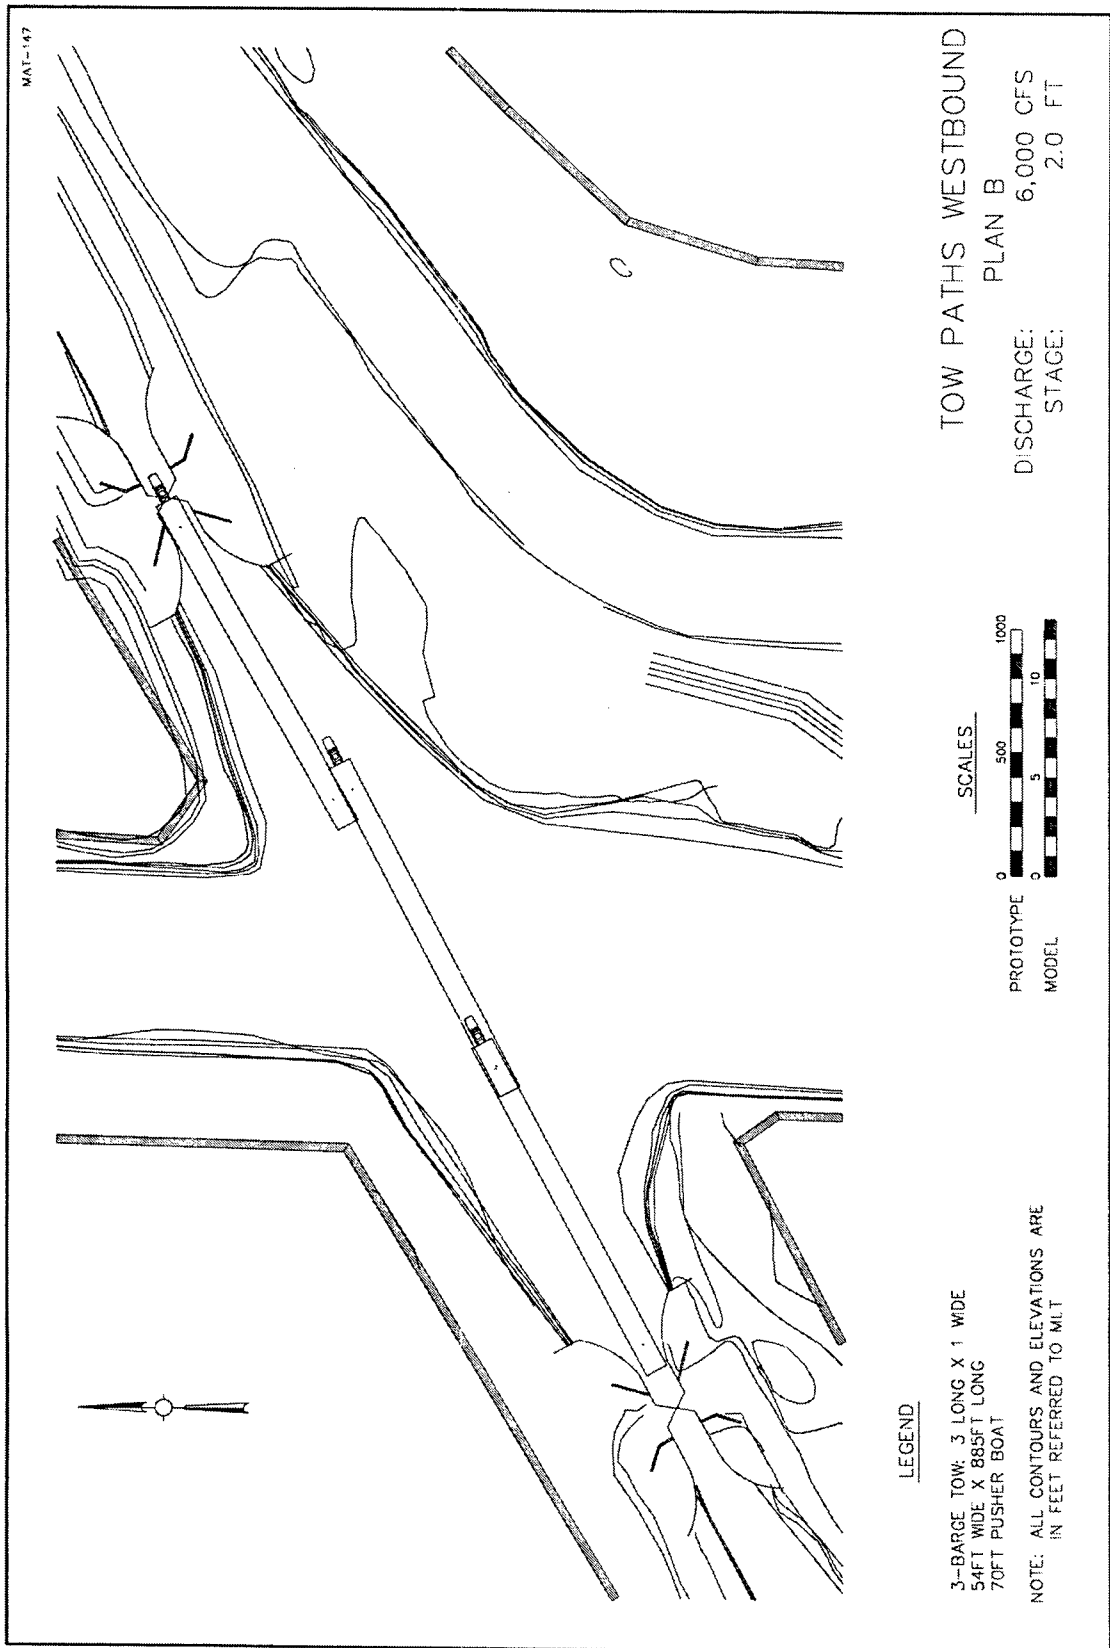 MAT-147
TOW PATHS WESTBOUND
PLAN B
DISCHARGE: 6,000 CFS
STAGE: 2.0 FT
SCALES
PROTOTYPE 0 500 1000
MODEL 0 5 10
LEGEND
3-BARGE TOW: 3 LONG X 1 WIDE
54FT WIDE X 885FT LONG
70FT PUSHER BOAT
NOTE: ALL CONTOURS AND ELEVATIONS ARE
IN FEET REFERRED TO MLT